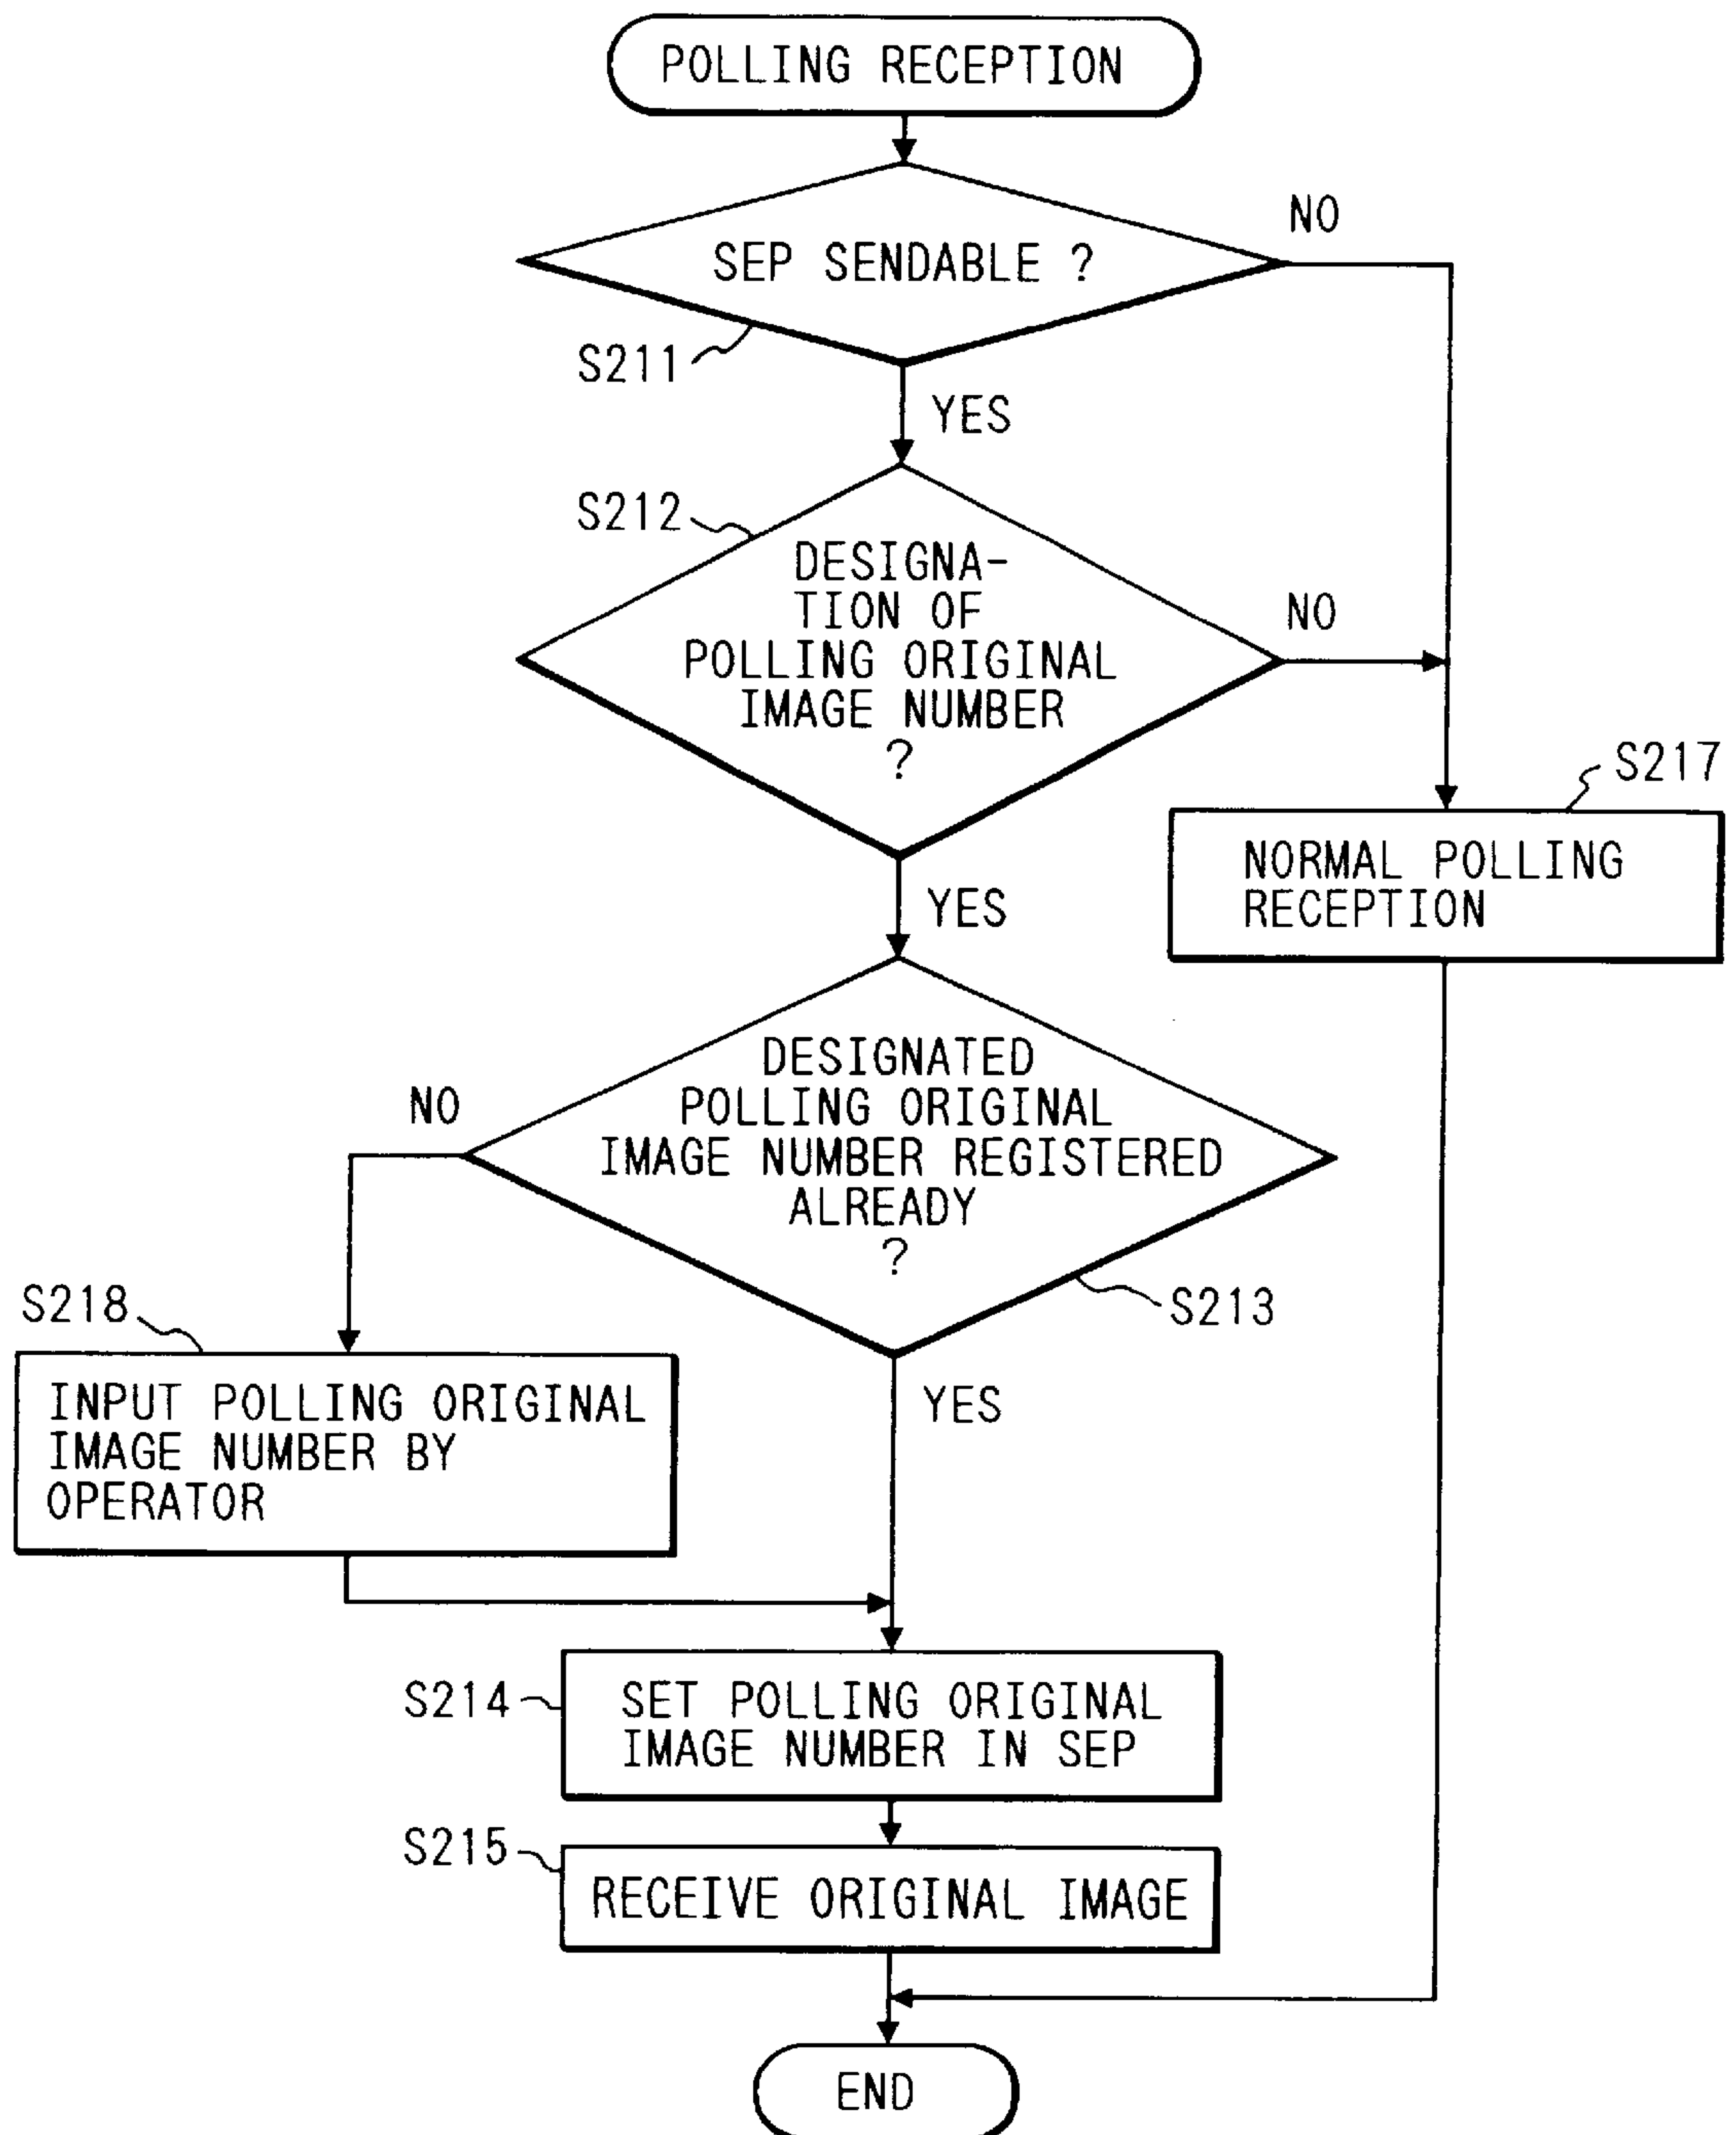 POLLING RECEPTION
NO
SEP SENDABLE ?
S211
YES
S212
DESIGNA-
TION OF
POLLING ORIGINAL
IMAGE NUMBER
?
NO
S217
NORMAL POLLING
RECEPTION
YES
DESIGNATED
POLLING ORIGINAL
IMAGE NUMBER REGISTERED
ALREADY
?
NO
S213
S218
INPUT POLLING ORIGINAL
IMAGE NUMBER BY
OPERATOR
YES
S214
SET POLLING ORIGINAL
IMAGE NUMBER IN SEP
S215
RECEIVE ORIGINAL IMAGE
END